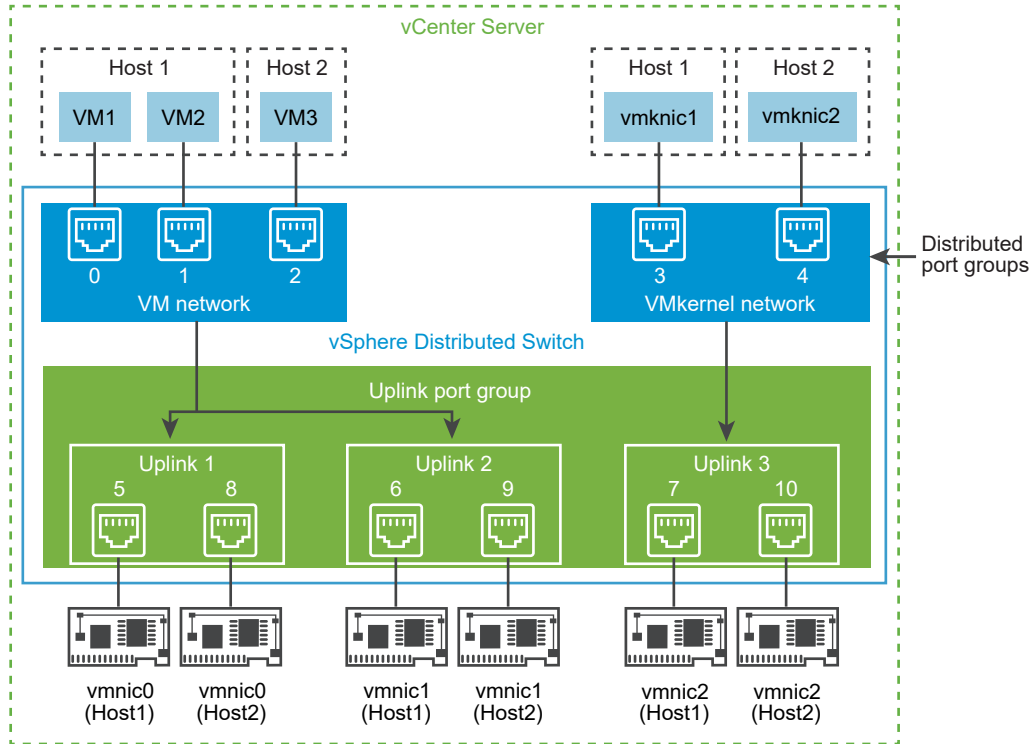 vCenter Server
Host 1
Host 2
Host 1
Host 2
VM1
VM2
VM3
vmknic1
vmknic2
0
1
2
3
4
VM network
VMkernel network
Distributed
port groups
vSphere Distributed Switch
Uplink port group
Uplink 1
Uplink 2
Uplink 3
5
8
6
9
7
10
vmnic0
(Host1)
vmnic0
(Host2)
vmnic1
(Host1)
vmnic1
(Host2)
vmnic2
(Host1)
vmnic2
(Host2)